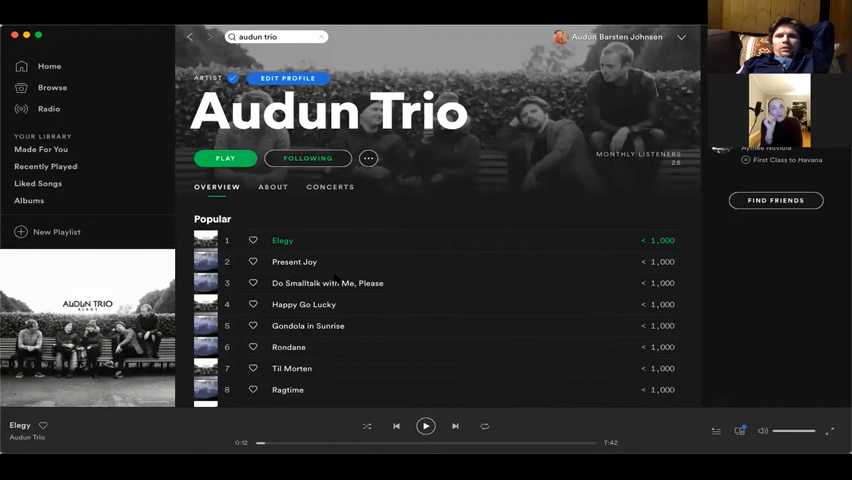 audun trio
Audun Barsten Johnsen
Home
Browse
Radio
YOUR LIBRARY
Made For You
Recently Played
Liked Songs
Albums
New Playlist
ARTIST
EDIT PROFILE
Audun Trio
PLAY
FOLLOWING
MONTHLY LISTENERS
28
OVERVIEW
ABOUT
CONCERTS
First Class to Havana
FIND FRIENDS
Popular
1 Elegy < 1,000
2 Present Joy < 1,000
3 Do Smalltalk with Me, Please < 1,000
4 Happy Go Lucky < 1,000
5 Gondola in Sunrise < 1,000
6 Rondane < 1,000
7 Til Morten < 1,000
8 Ragtime < 1,000
AUDUN TRIO
ELEGY
Elegy
Audun Trio
0:12
7:42